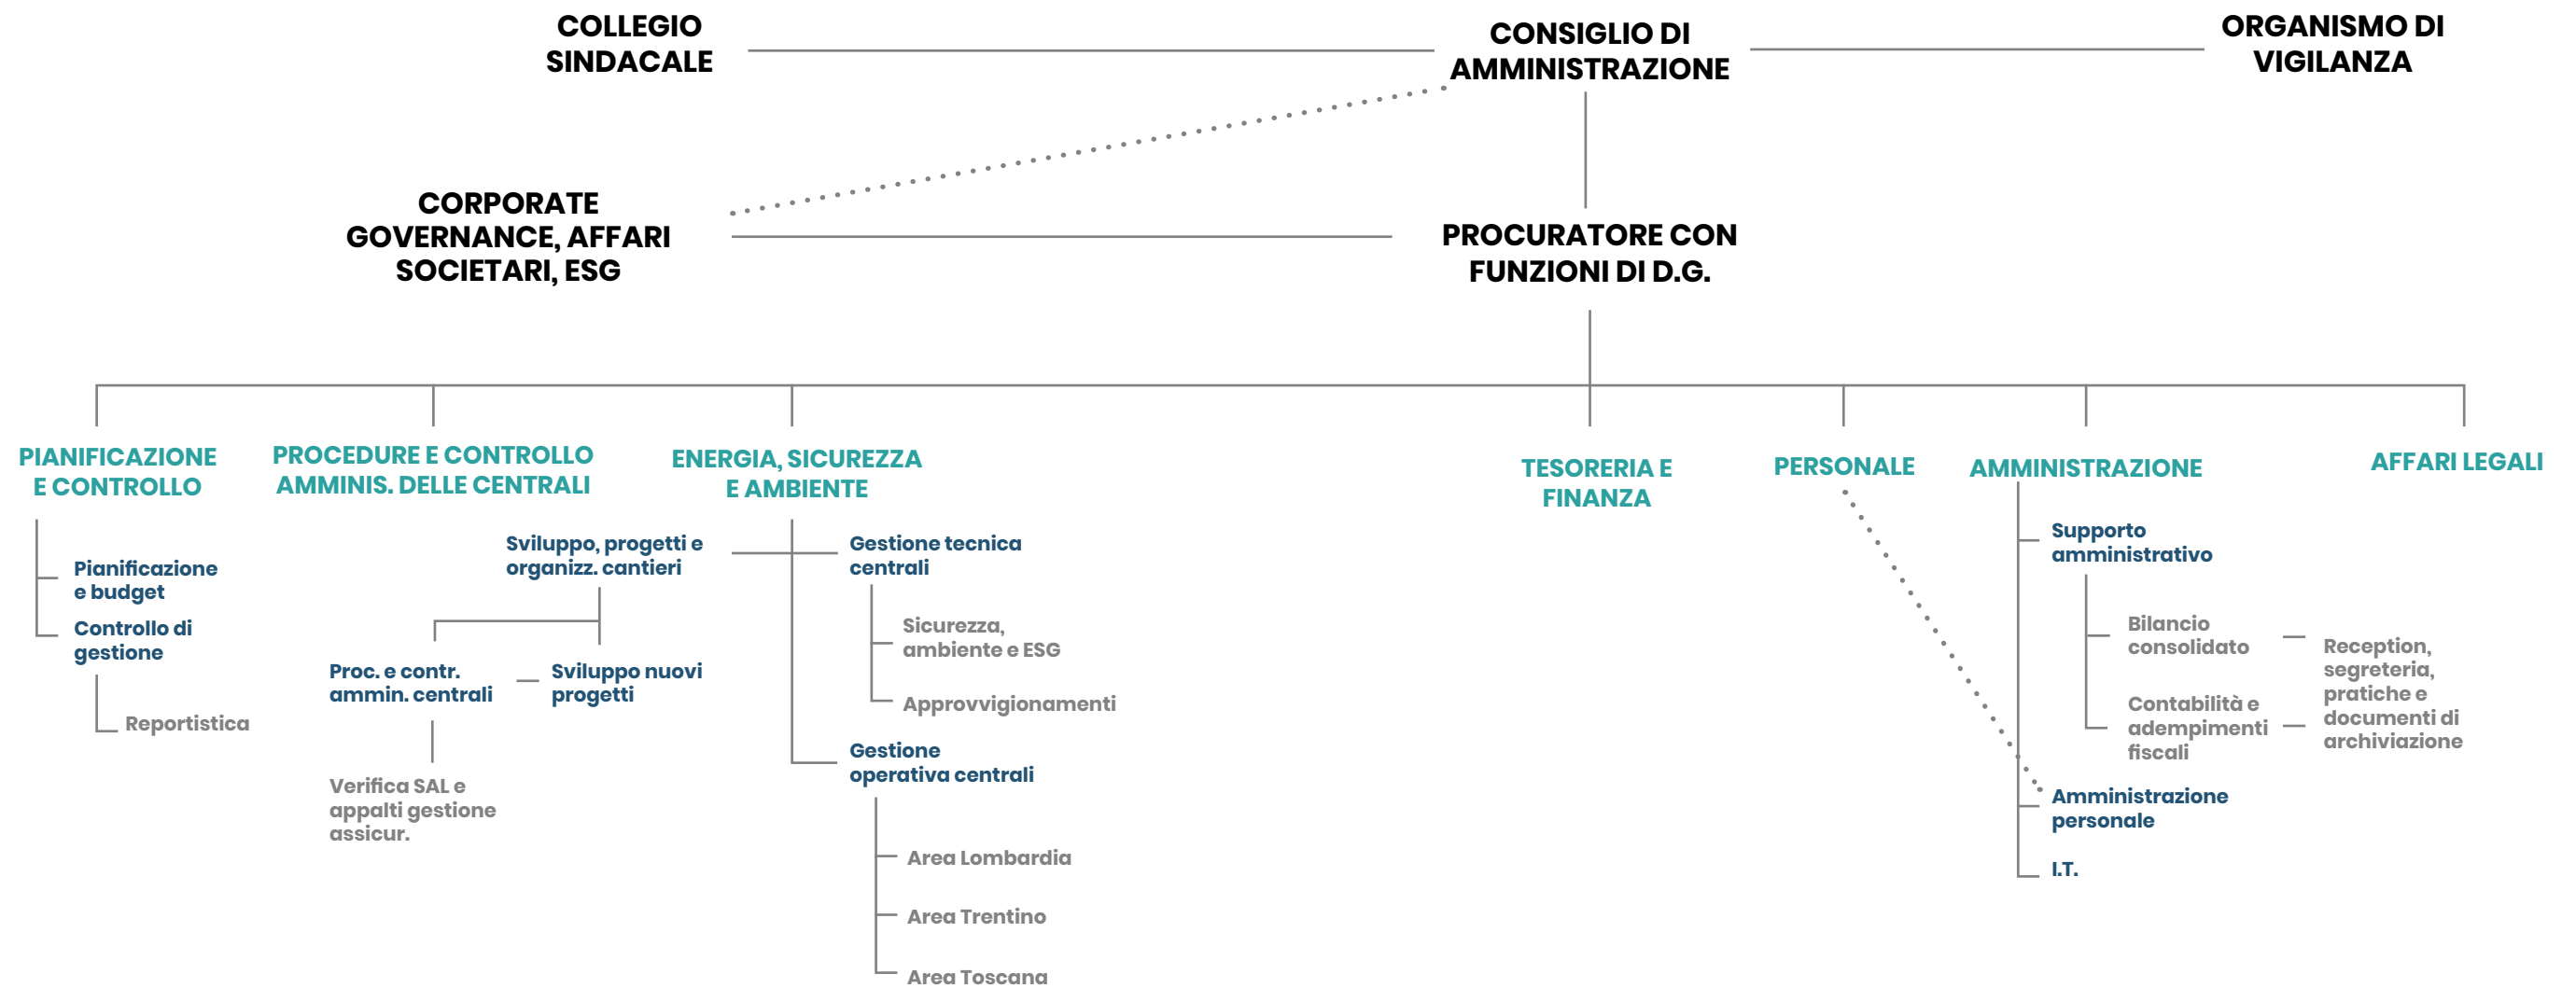 COLLEGIO
SINDACALE
CONSIGLIO DI
AMMINISTRAZIONE
ORGANISMO DI
VIGILANZA
CORPORATE
GOVERNANCE, AFFARI
SOCIETARI, ESG
PROCURATORE CON
FUNZIONI DI D.G.
PIANIFICAZIONE
E CONTROLLO
Pianificazione
e budget
Controllo di
gestione
Reportistica
PROCEDURE E CONTROLLO
AMMINIS. DELLE CENTRALI
ENERGIA, SICUREZZA
E AMBIENTE
Sviluppo, progetti e
organizz. cantieri
Proc. e contr.
ammin. centrali
Sviluppo nuovi
progetti
Verifica SAL e
appalti gestione
assicur.
Gestione tecnica
centrali
Sicurezza,
ambiente e ESG
Approvvigionamenti
Gestione
operativa centrali
Area Lombardia
Area Trentino
Area Toscana
TESORERIA E
FINANZA
PERSONALE
AMMINISTRAZIONE
Supporto
amministrativo
Bilancio
consolidato
Contabilità e
adempimenti
fiscali
Reception,
segreteria,
pratiche e
documenti di
archiviazione
Amministrazione
personale
I.T.
AFFARI LEGALI